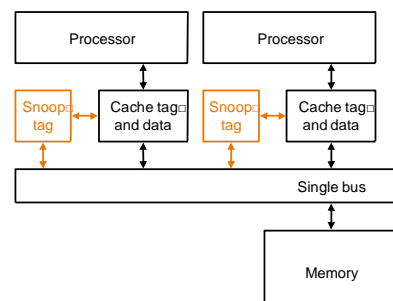 Processor
Processor
Snoop□
tag
Cache tag□
and data
Snoop□
tag
Cache tag□
and data
Single bus
Memory